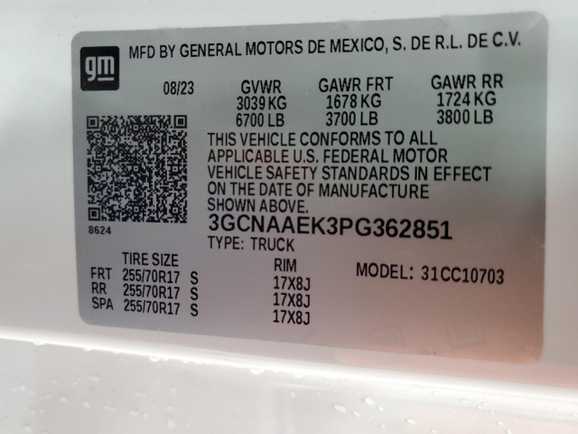 gm
MFD BY GENERAL MOTORS DE MEXICO, S. DE R.L. DE C.V.
08/23 GVWR GAWR FRT GAWR RR
3039 KG 1678 KG 1724 KG
6700 LB 3700 LB 3800 LB
THIS VEHICLE CONFORMS TO ALL
APPLICABLE U.S. FEDERAL MOTOR
VEHICLE SAFETY STANDARDS IN EFFECT
ON THE DATE OF MANUFACTURE
SHOWN ABOVE.
8624
3GCNAAEK3PG362851
TYPE: TRUCK
TIRE SIZE RIM MODEL: 31CC10703
FRT 255/70R17 S 17X8J
RR 255/70R17 S 17X8J
SPA 255/70R17 S 17X8J